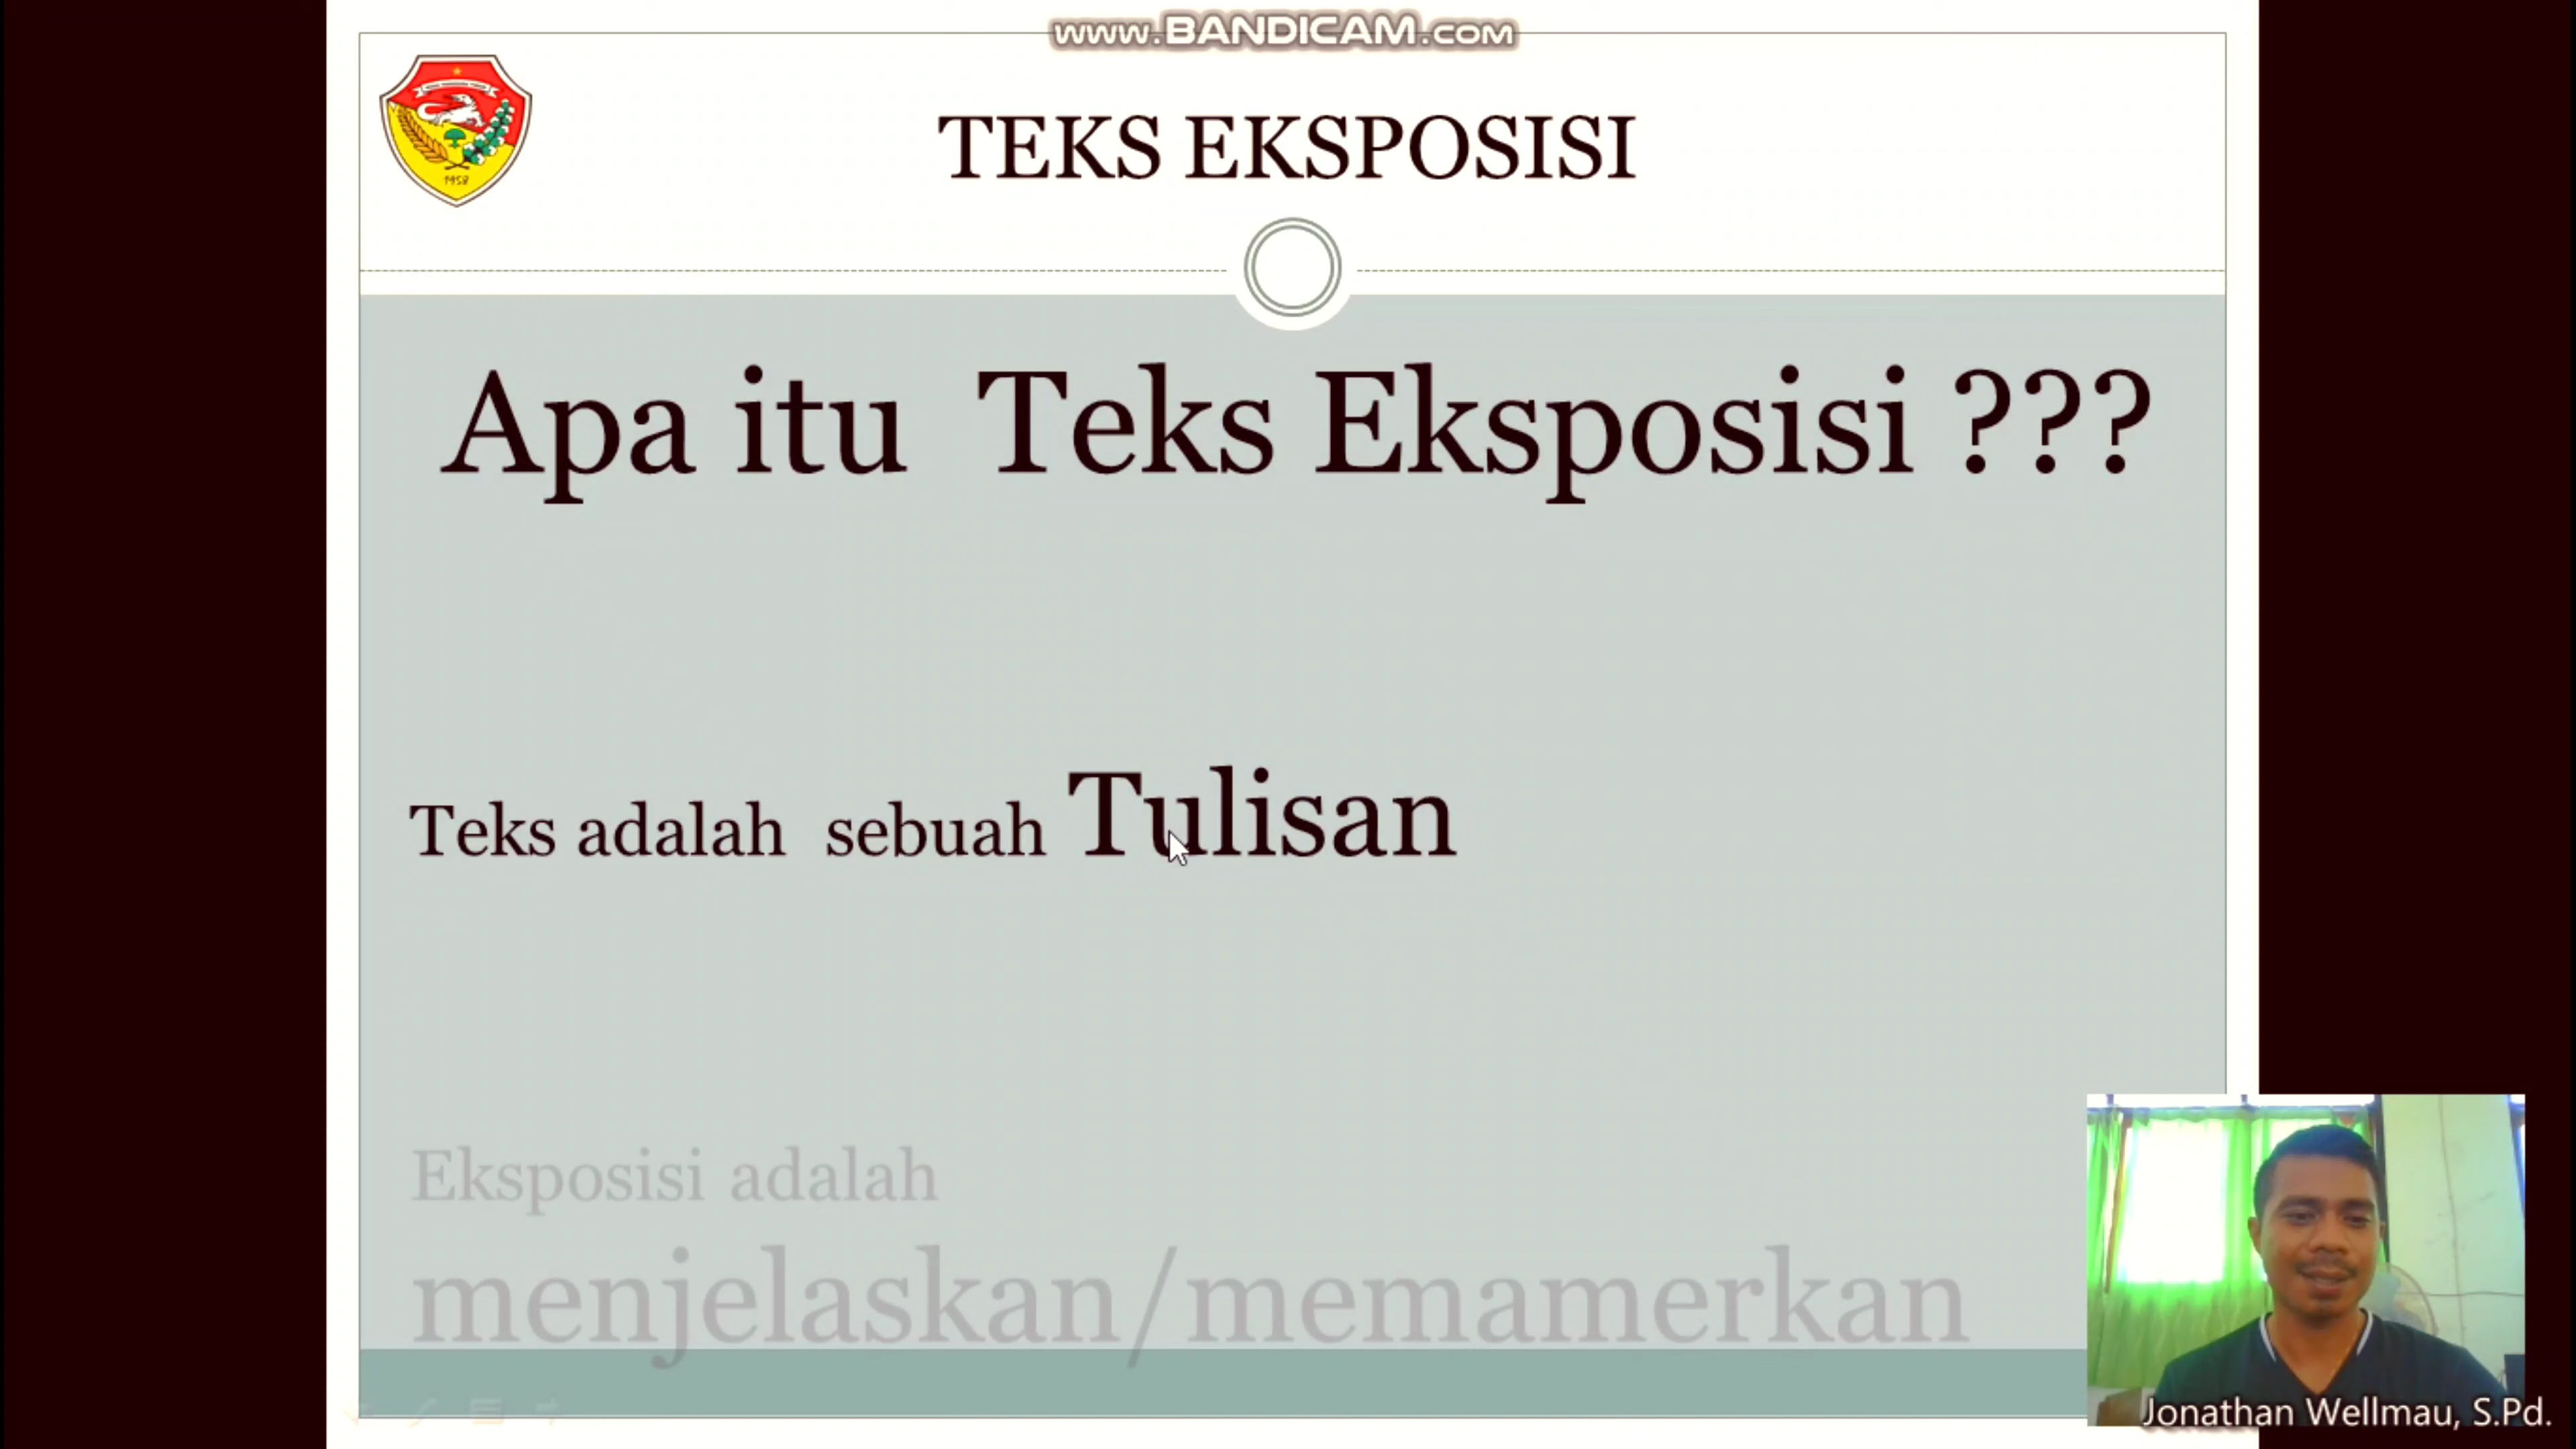 www.BANDICAM.com
1958
TEKS EKSPOSISI
Apa itu Teks Eksposisi ???
Teks adalah sebuah Tulisan
Eksposisi adalah
menjelaskan/memamerkan
Jonathan Wellmau, S.Pd.